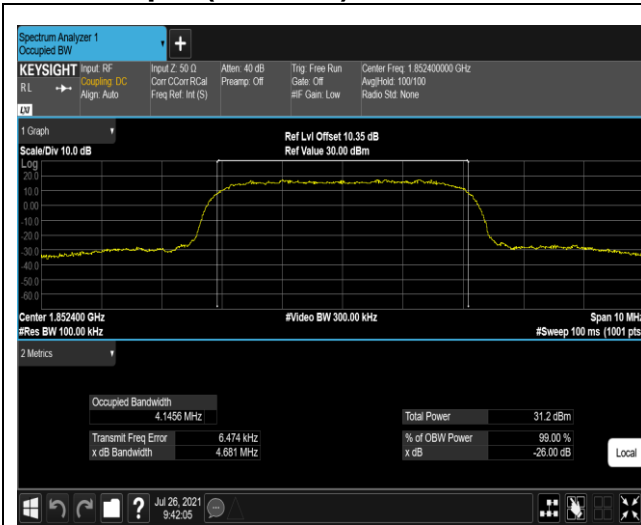 Spectrum Analyzer 1
Occupied BW
KEYSIGHT Input: RF Input Z: 50 Ω Atten: 40 dB Trig: Free Run Center Freq: 1.852400000 GHz
RL Coupling: DC Corr CCorr RCal Preamp: Off Gate: Off Avg|Hold: 100/100
Align: Auto Freq Ref: Int (S) #IF Gain: Low Radio Std: None
LXI
1 Graph Ref Lvl Offset 10.35 dB
Scale/Div 10.0 dB Ref Value 30.00 dBm
Log
20.0
10.0
0.00
-10.0
-20.0
-30.0
-40.0
-50.0
-60.0
Center 1.852400 GHz #Video BW 300.00 kHz Span 10 MHz
#Res BW 100.00 kHz #Sweep 100 ms (1001 pts
2 Metrics
Occupied Bandwidth
4.1456 MHz Total Power 31.2 dBm
Transmit Freq Error 6.474 kHz % of OBW Power 99.00 %
x dB Bandwidth 4.681 MHz x dB -26.00 dB
Local
Jul 26, 2021
9:42:05